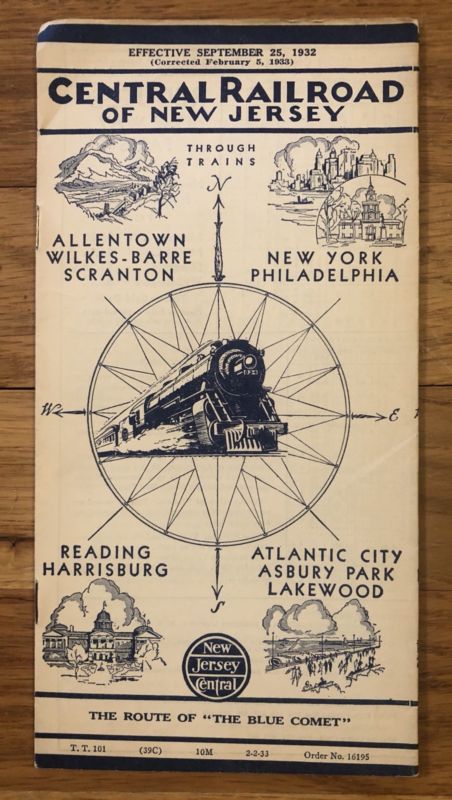 EFFECTIVE SEPTEMBER 25, 1932
(Corrected February 5, 1933)
CENTRAL RAILROAD
OF NEW JERSEY
THROUGH
TRAINS
N
ALLENTOWN
WILKES-BARRE
SCRANTON
NEW YORK
PHILADELPHIA
W
E
READING
HARRISBURG
ATLANTIC CITY
ASBURY PARK
LAKEWOOD
S
New
Jersey
Central
THE ROUTE OF "THE BLUE COMET"
T. T. 101 (39C) 10M 2-2-33 Order No. 16195